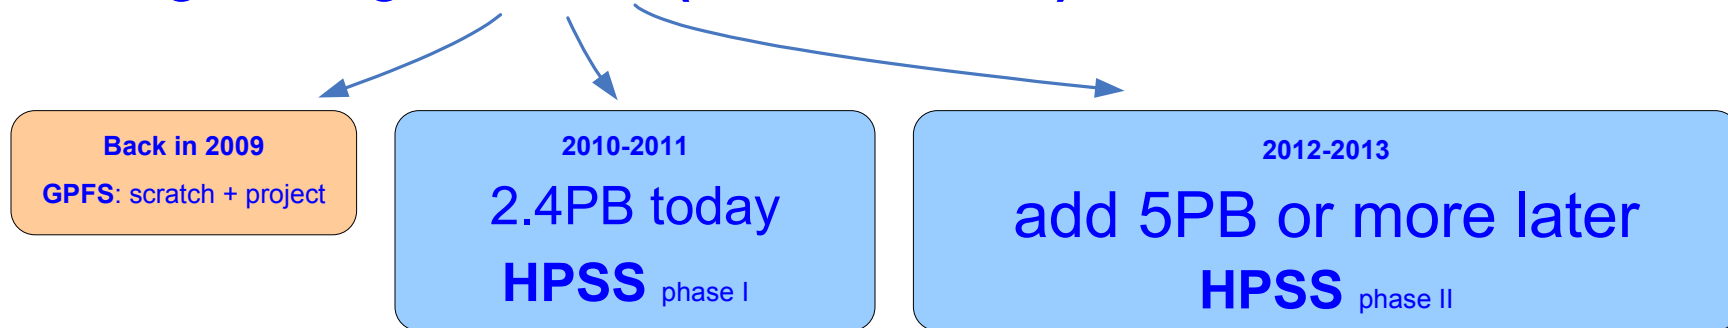 Back in 2009
GPFS: scratch + project
2010-2011
2.4PB today
HPSS phase I
2012-2013
add 5PB or more later
HPSS phase II